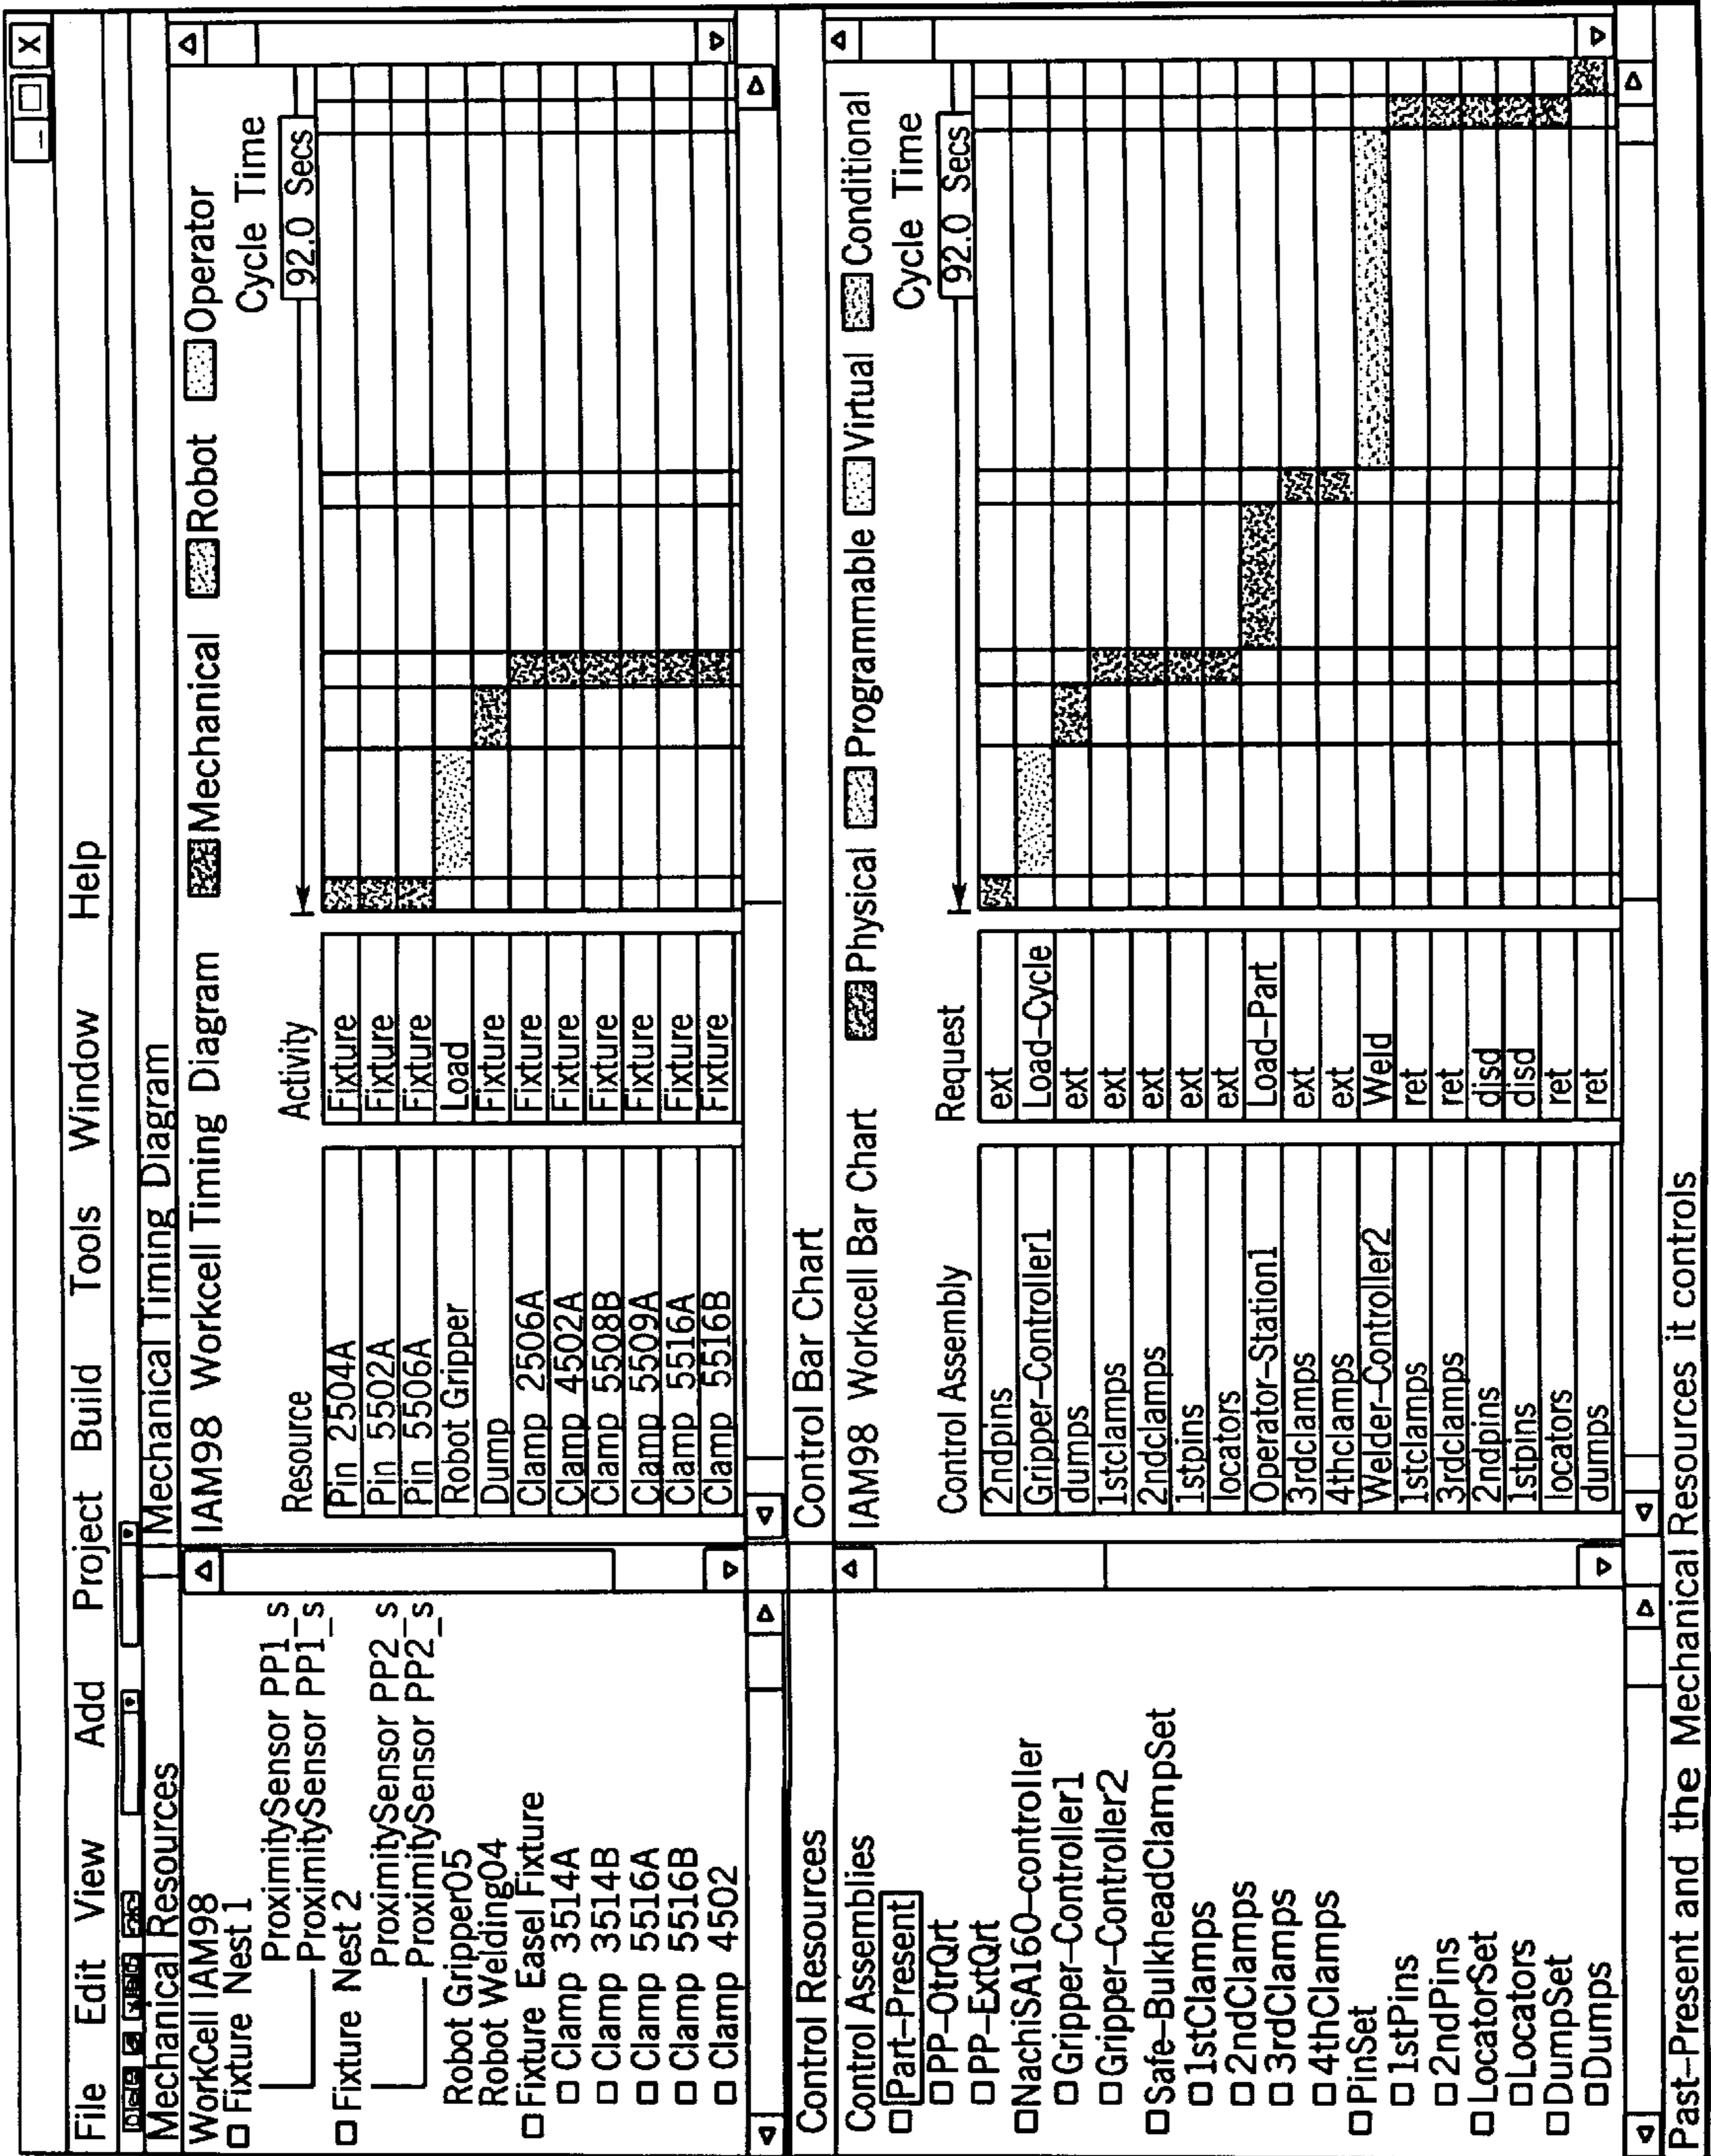 File Edit View Add Project Build Tools Window Help
Mechanical Resources
WorkCell IAM98
Fixture Nest 1
ProximitySensor PP1_s
ProximitySensor PP1_s
Fixture Nest 2
ProximitySensor PP2_s
ProximitySensor PP2_s
Robot Gripper05
Robot Welding04
Fixture Easel Fixture
Clamp 3514A
Clamp 3514B
Clamp 5516A
Clamp 5516B
Clamp 4502
Mechanical Timing Diagram
IAM98 Workcell Timing Diagram Mechanical Robot Operator
Resource Activity Cycle Time
92.0 Secs
Pin 2504A Fixture
Pin 5502A Fixture
Pin 5506A Fixture
Robot Gripper Load
Dump Fixture
Clamp 2506A Fixture
Clamp 4502A Fixture
Clamp 5508B Fixture
Clamp 5509A Fixture
Clamp 5516A Fixture
Clamp 5516B Fixture
Control Resources
Control Assemblies
Part-Present
PP-OtrQrt
PP-ExtQrt
NachiSA160-controller
Gripper-Controller1
Gripper-Controller2
Safe-BulkheadClampSet
1stClamps
2ndClamps
3rdClamps
4thClamps
PinSet
1stPins
2ndPins
LocatorSet
Locators
DumpSet
Dumps
Control Bar Chart
IAM98 Workcell Bar Chart Physical Programmable Virtual Conditional
Control Assembly Request Cycle Time
92.0 Secs
2ndpins ext
Gripper-Controller1 Load-Cycle
dumps ext
1stclamps ext
2ndclamps ext
1stpins ext
locators ext
Operator-Station1 Load-Part
3rdclamps ext
4thclamps ext
Welder-Controller2 Weld
1stclamps ret
3rdclamps ret
2ndpins disd
1stpins disd
locators ret
dumps ret
Past-Present and the Mechanical Resources it controls